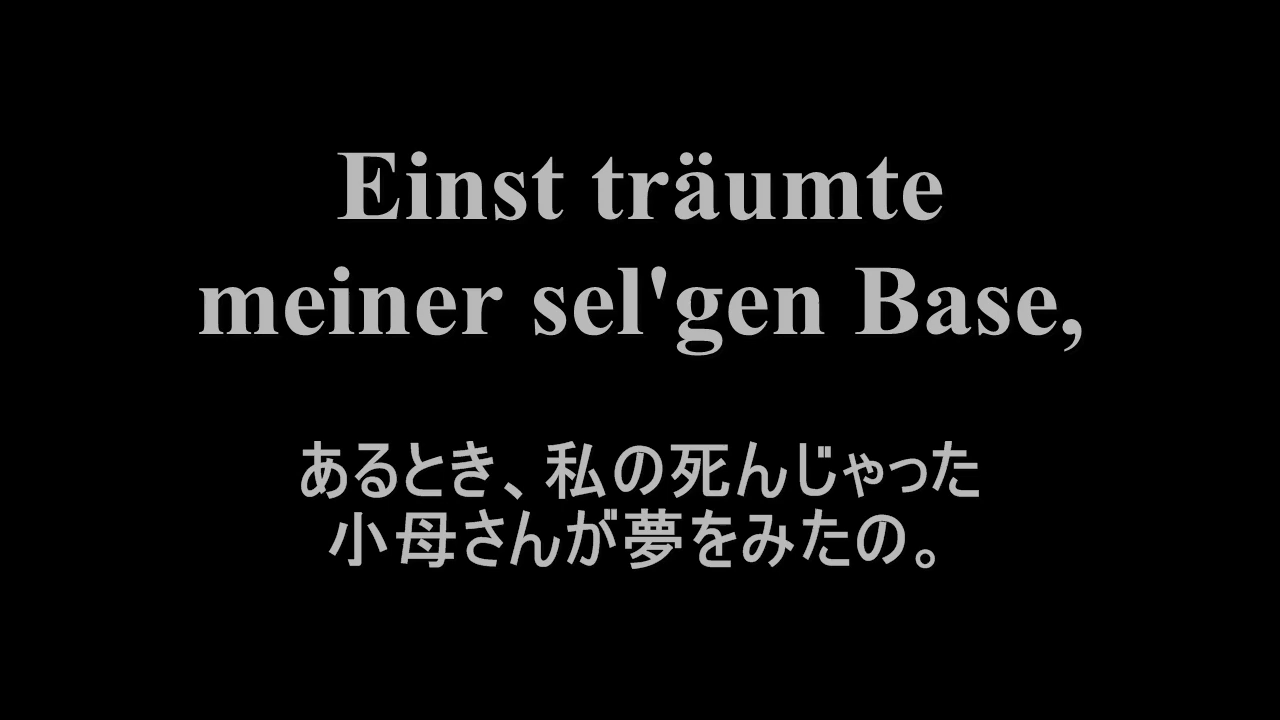 Einst träumte
meiner sel'gen Base,
あるとき、私の死んじゃった
小母さんが夢をみたの。